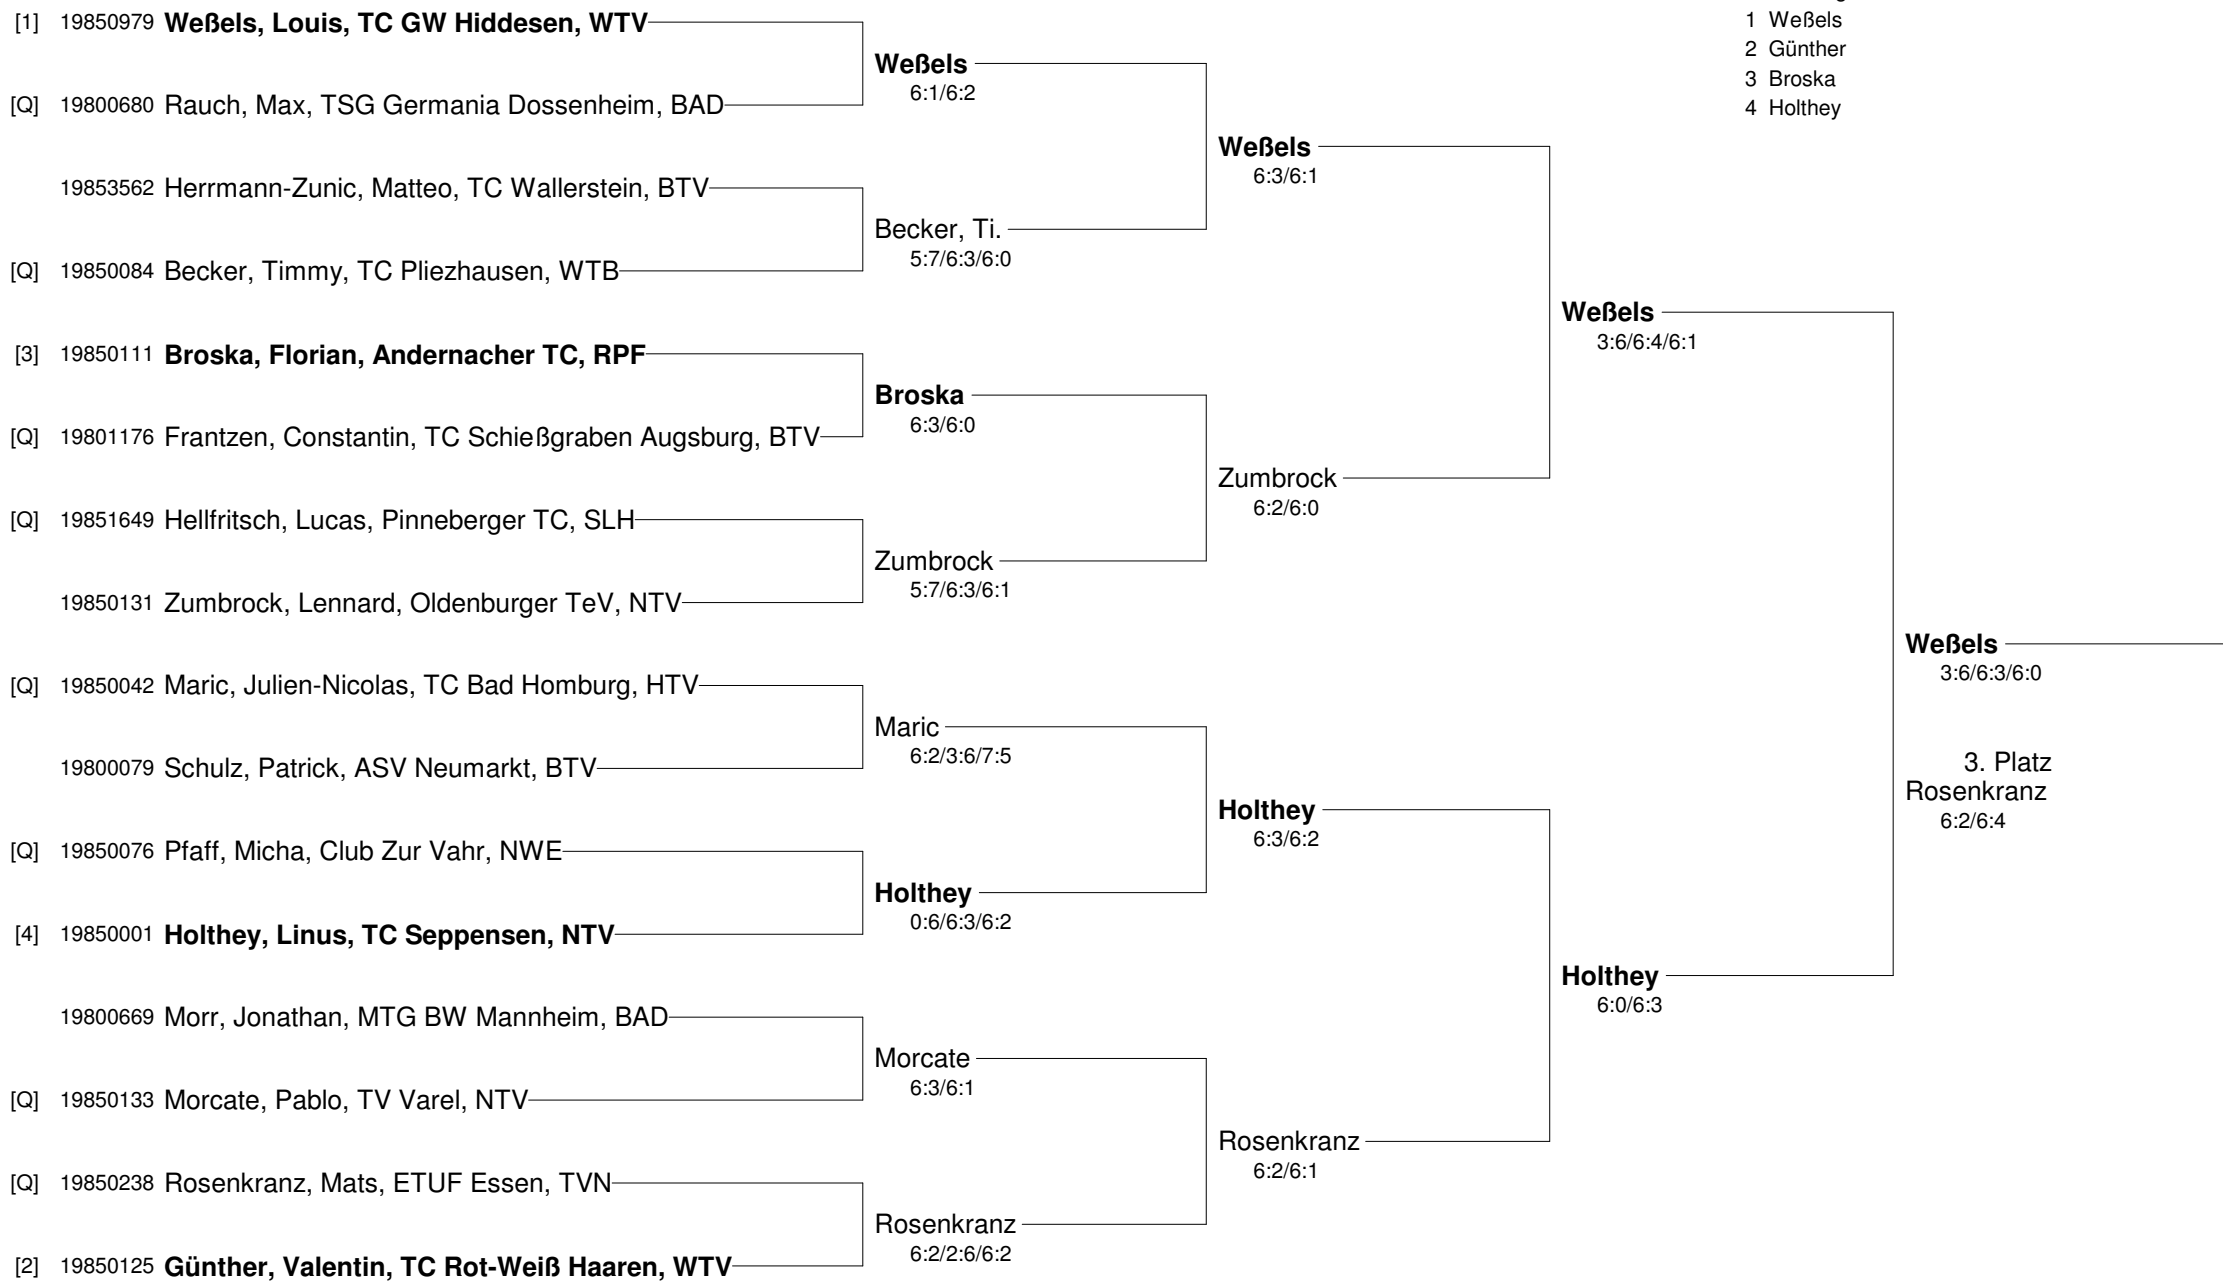 [1] 19850979 Weßels, Louis, TC GW Hiddesen, WTV
[Q] 19800680 Rauch, Max, TSG Germania Dossenheim, BAD
19853562 Herrmann-Zunic, Matteo, TC Wallerstein, BTV
[Q] 19850084 Becker, Timmy, TC Pliezhausen, WTB
[3] 19850111 Broska, Florian, Andernacher TC, RPF
[Q] 19801176 Frantzen, Constantin, TC Schießgraben Augsburg, BTV
[Q] 19851649 Hellfritsch, Lucas, Pinneberger TC, SLH
19850131 Zumbrock, Lennard, Oldenburger TeV, NTV
[Q] 19850042 Maric, Julien-Nicolas, TC Bad Homburg, HTV
19800079 Schulz, Patrick, ASV Neumarkt, BTV
[Q] 19850076 Pfaff, Micha, Club Zur Vahr, NWE
[4] 19850001 Holthey, Linus, TC Seppensen, NTV
19800669 Morr, Jonathan, MTG BW Mannheim, BAD
[Q] 19850133 Morcate, Pablo, TV Varel, NTV
[Q] 19850238 Rosenkranz, Mats, ETUF Essen, TVN
[2] 19850125 Günther, Valentin, TC Rot-Weiß Haaren, WTV
Weßels
6:1/6:2
Becker, Ti.
5:7/6:3/6:0
Broska
6:3/6:0
Zumbrock
5:7/6:3/6:1
Maric
6:2/3:6/7:5
Holthey
0:6/6:3/6:2
Morcate
6:3/6:1
Rosenkranz
6:2/2:6/6:2
Weßels
6:3/6:1
Zumbrock
6:2/6:0
Holthey
6:3/6:2
Rosenkranz
6:2/6:1
Weßels
3:6/6:4/6:1
Holthey
6:0/6:3
Weßels
3:6/6:3/6:0
3. Platz
Rosenkranz
6:2/6:4
1 Weßels
2 Günther
3 Broska
4 Holthey